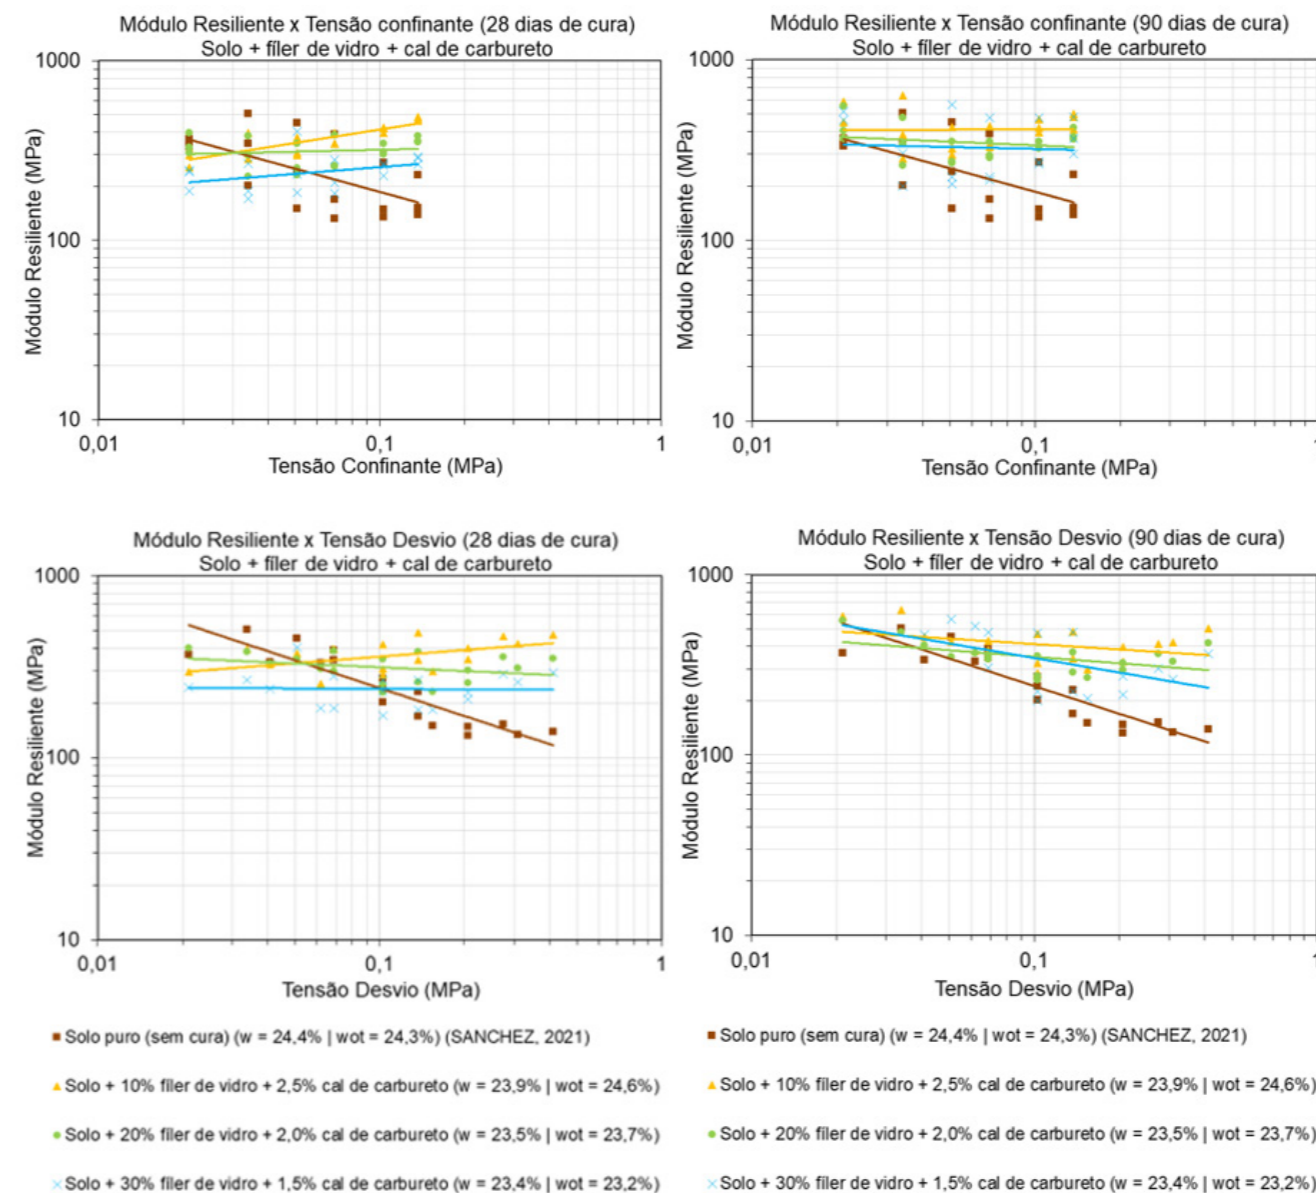 Módulo Resiliente x Tensão confinante (28 dias de cura)
Solo + fíler de vidro + cal de carbureto
1000
100
10
0,01
0,1
1
Módulo Resiliente (MPa)
Tensão Confinante (MPa)
Módulo Resiliente x Tensão confinante (90 dias de cura)
Solo + fíler de vidro + cal de carbureto
1000
100
10
0,01
0,1
1
Módulo Resiliente (MPa)
Tensão Confinante (MPa)
Módulo Resiliente x Tensão Desvio (28 dias de cura)
Solo + fíler de vidro + cal de carbureto
1000
100
10
0,01
0,1
1
Módulo Resiliente (MPa)
Tensão Desvio (MPa)
Módulo Resiliente x Tensão Desvio (90 dias de cura)
Solo + fíler de vidro + cal de carbureto
1000
100
10
0,01
0,1
1
Módulo Resiliente (MPa)
Tensão Desvio (MPa)
Solo puro (sem cura) (w = 24,4% | wot = 24,3%) (SANCHEZ, 2021)
Solo + 10% fíler de vidro + 2,5% cal de carbureto (w = 23,9% | wot = 24,6%)
Solo + 20% fíler de vidro + 2,0% cal de carbureto (w = 23,5% | wot = 23,7%)
Solo + 30% fíler de vidro + 1,5% cal de carbureto (w = 23,4% | wot = 23,2%)
Solo puro (sem cura) (w = 24,4% | wot = 24,3%) (SANCHEZ, 2021)
Solo + 10% fíler de vidro + 2,5% cal de carbureto (w = 23,9% | wot = 24,6%)
Solo + 20% fíler de vidro + 2,0% cal de carbureto (w = 23,5% | wot = 23,7%)
Solo + 30% fíler de vidro + 1,5% cal de carbureto (w = 23,4% | wot = 23,2%)